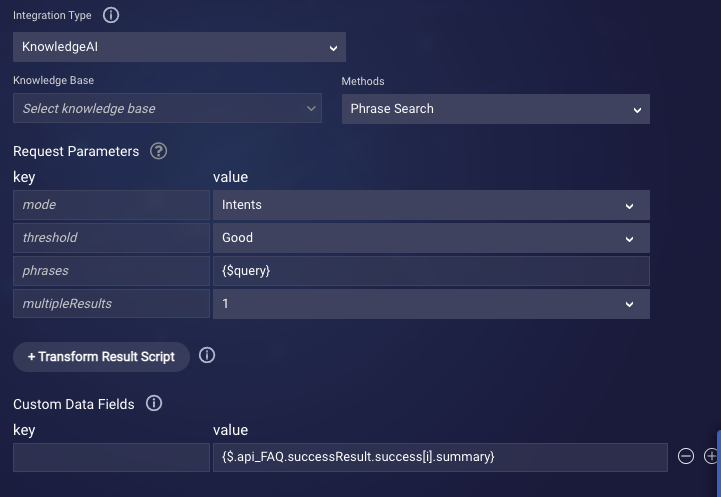 Integration Type
KnowledgeAI
Knowledge Base
Methods
Select knowledge base
Phrase Search
Request Parameters
key value
mode Intents
threshold Good
phrases {$query}
multipleResults 1
+ Transform Result Script
Custom Data Fields
key value
{$.api_FAQ.successResult.success[i].summary}